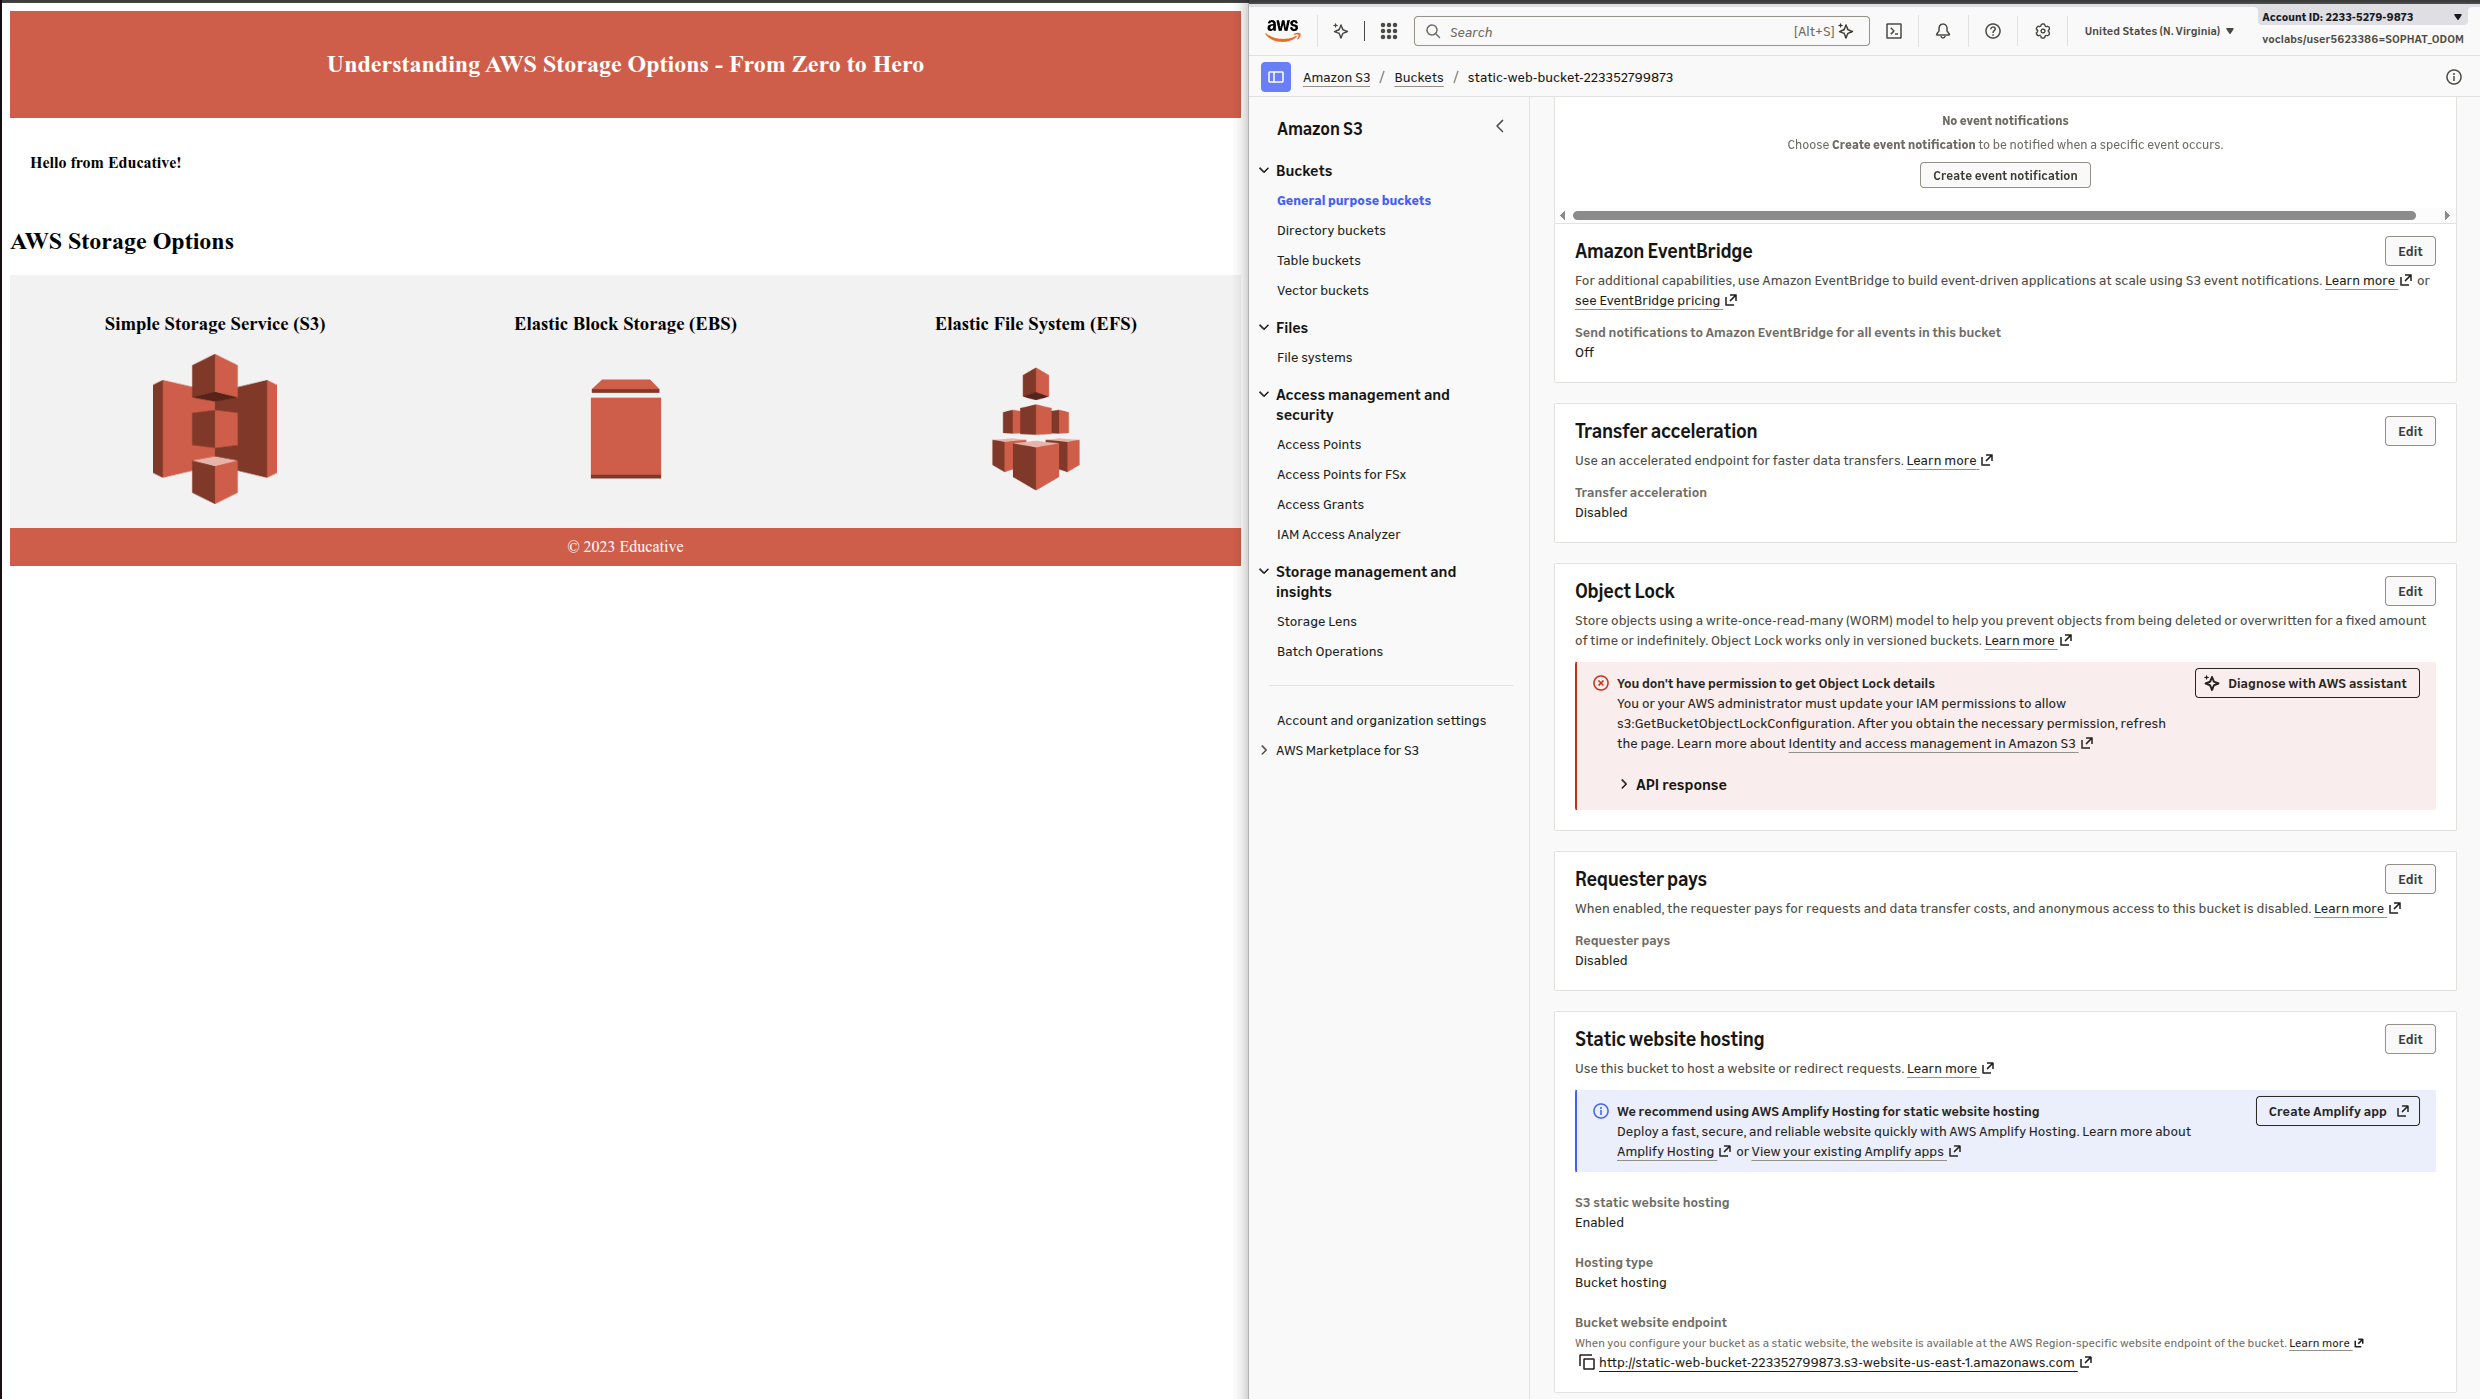 Understanding AWS Storage Options - From Zero to Hero
Hello from Educative!
AWS Storage Options
Simple Storage Service (S3)
Elastic Block Storage (EBS)
Elastic File System (EFS)
© 2023 Educative
aws
Search
[Alt+S]
United States (N. Virginia)
Account ID: 2233-5279-9873
voclabs/user5623386=SOPHAT_ODOM
Amazon S3 / Buckets / static-web-bucket-223352799873
Amazon S3
Buckets
General purpose buckets
Directory buckets
Table buckets
Vector buckets
Files
File systems
Access management and
security
Access Points
Access Points for FSx
Access Grants
IAM Access Analyzer
Storage management and
insights
Storage Lens
Batch Operations
Account and organization settings
AWS Marketplace for S3
No event notifications
Choose Create event notification to be notified when a specific event occurs.
Create event notification
Amazon EventBridge
Edit
For additional capabilities, use Amazon EventBridge to build event-driven applications at scale using S3 event notifications. Learn more or
see EventBridge pricing
Send notifications to Amazon EventBridge for all events in this bucket
Off
Transfer acceleration
Edit
Use an accelerated endpoint for faster data transfers. Learn more
Transfer acceleration
Disabled
Object Lock
Edit
Store objects using a write-once-read-many (WORM) model to help you prevent objects from being deleted or overwritten for a fixed amount
of time or indefinitely. Object Lock works only in versioned buckets. Learn more
You don't have permission to get Object Lock details
Diagnose with AWS assistant
You or your AWS administrator must update your IAM permissions to allow
s3:GetBucketObjectLockConfiguration. After you obtain the necessary permission, refresh
the page. Learn more about Identity and access management in Amazon S3
API response
Requester pays
Edit
When enabled, the requester pays for requests and data transfer costs, and anonymous access to this bucket is disabled. Learn more
Requester pays
Disabled
Static website hosting
Edit
Use this bucket to host a website or redirect requests. Learn more
We recommend using AWS Amplify Hosting for static website hosting
Create Amplify app
Deploy a fast, secure, and reliable website quickly with AWS Amplify Hosting. Learn more about
Amplify Hosting or View your existing Amplify apps
S3 static website hosting
Enabled
Hosting type
Bucket hosting
Bucket website endpoint
When you configure your bucket as a static website, the website is available at the AWS Region-specific website endpoint of the bucket. Learn more
http://static-web-bucket-223352799873.s3-website-us-east-1.amazonaws.com